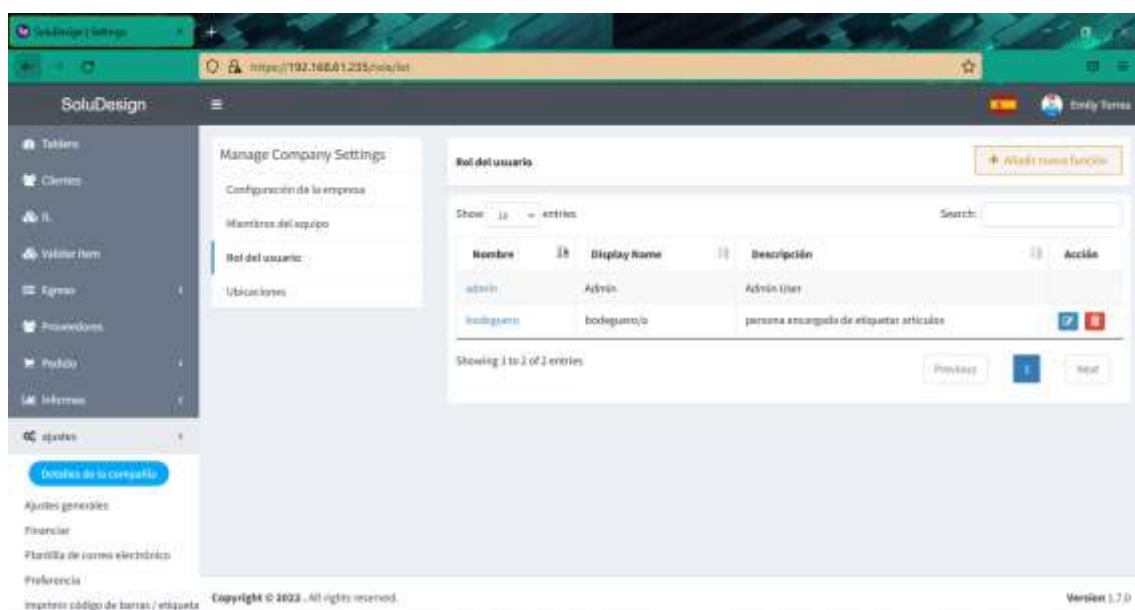 SoluDesign | Settings
https://192.168.61.235/role/list
SoluDesign
Emily Torres
Tablero
Clientes
IL
Validar Item
Egreso
Proveedores
Pedido
Informes
ajustes
Detalles de la compañía
Ajustes generales
Financiar
Plantilla de correo electrónico
Preferencia
Imprimir código de barras / etiqueta
Manage Company Settings
Configuración de la empresa
Miembros del equipo
Rol del usuario
Ubicaciones
Rol del usuario
+ Añadir nueva función
Show 10 entries
Search:
Nombre Display Name Descripción Acción
admin Admin Admin User
bodeguero bodeguero/a persona encargada de etiquetar articulos
Showing 1 to 2 of 2 entries
Previous 1 Next
Copyright © 2022 . All rights reserved.
Version 1.7.0